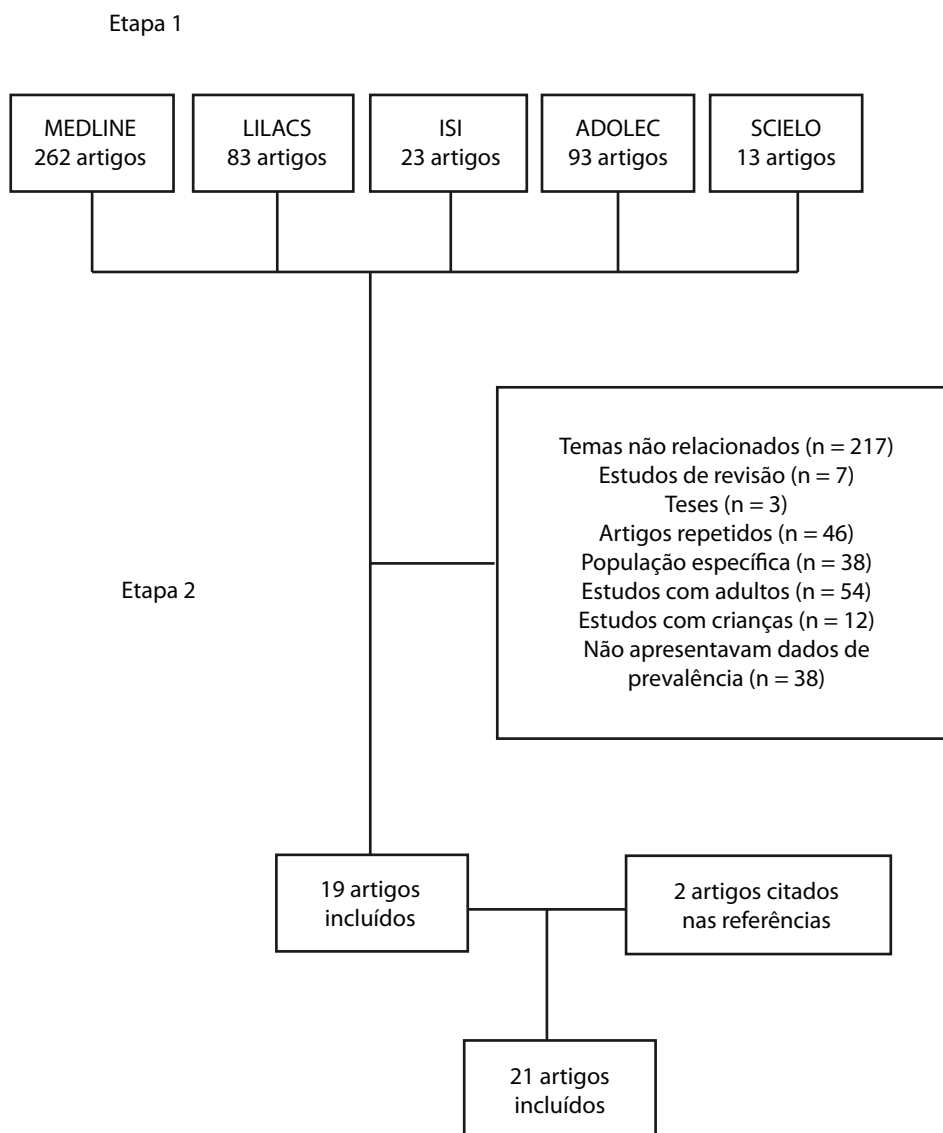 Etapa 1
MEDLINE
262 artigos
LILACS
83 artigos
ISI
23 artigos
ADOLEC
93 artigos
SCIELO
13 artigos
Temas não relacionados (n = 217)
Estudos de revisão (n = 7)
Teses (n = 3)
Artigos repetidos (n = 46)
População específica (n = 38)
Estudos com adultos (n = 54)
Estudos com crianças (n = 12)
Não apresentavam dados de
prevalência (n = 38)
Etapa 2
19 artigos
incluídos
2 artigos citados
nas referências
21 artigos
incluídos